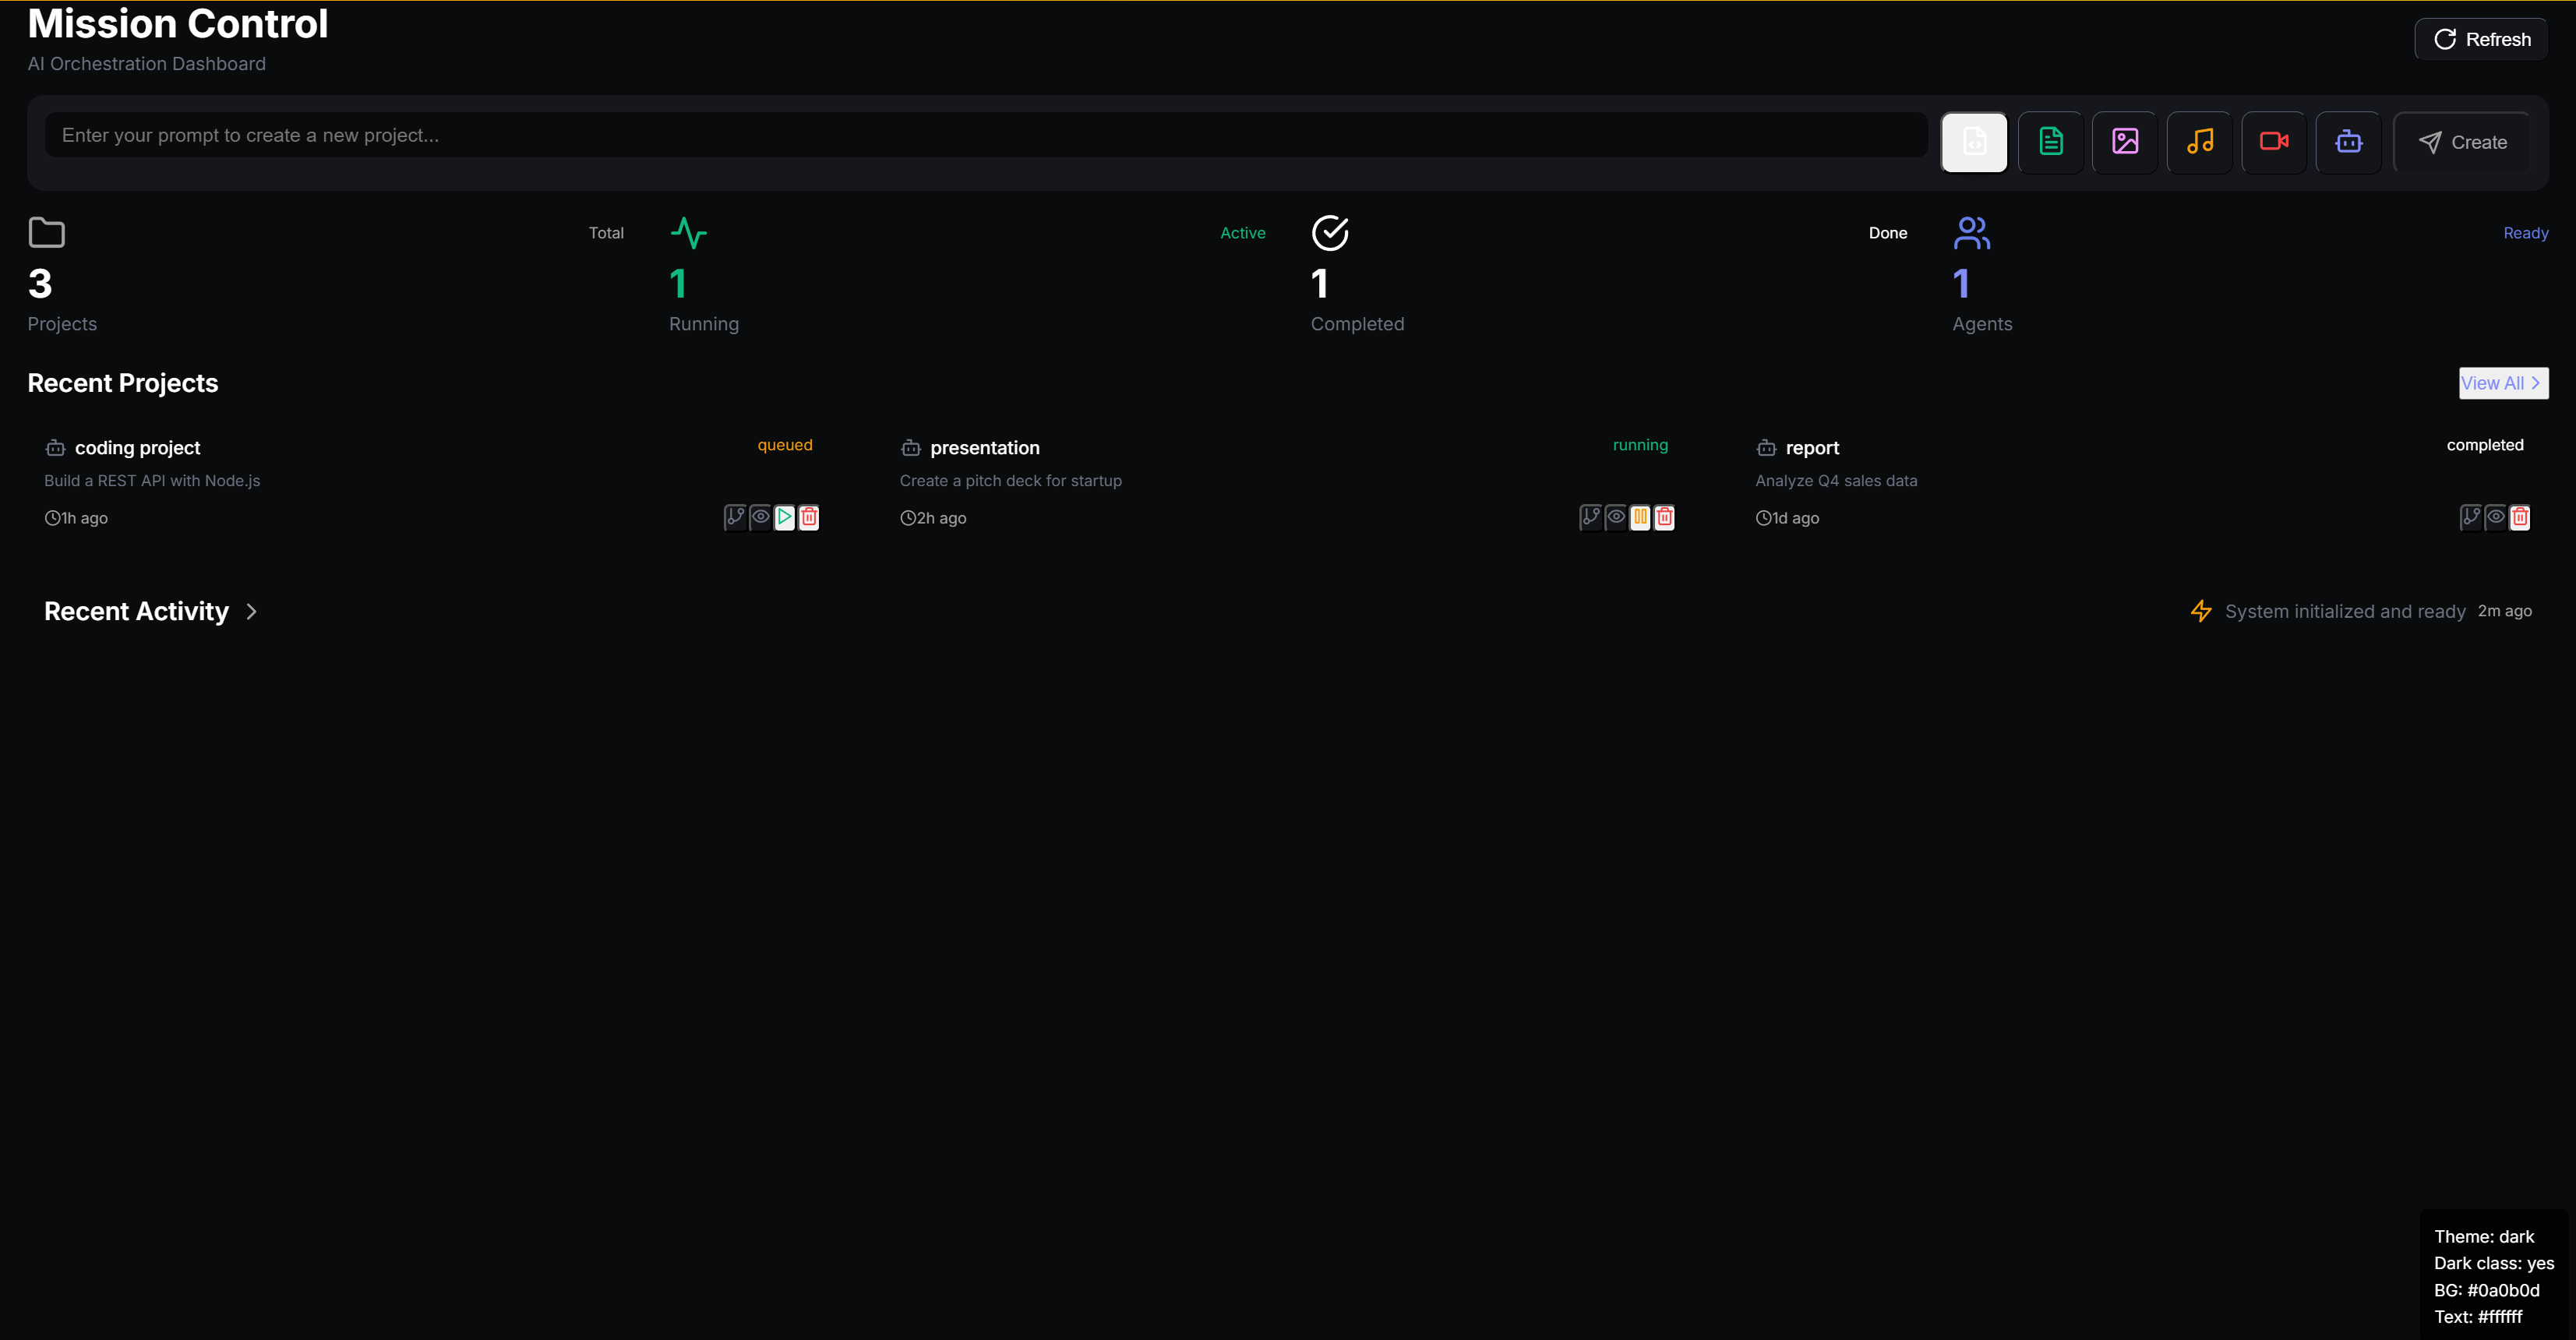 Mission Control
AI Orchestration Dashboard
Refresh
Enter your prompt to create a new project...
Create
Total
Active
Done
Ready
3
1
1
1
Projects
Running
Completed
Agents
Recent Projects
View All
coding project
queued
Build a REST API with Node.js
1h ago
presentation
running
Create a pitch deck for startup
2h ago
report
completed
Analyze Q4 sales data
1d ago
Recent Activity
System initialized and ready 2m ago
Theme: dark
Dark class: yes
BG: #0a0b0d
Text: #ffffff